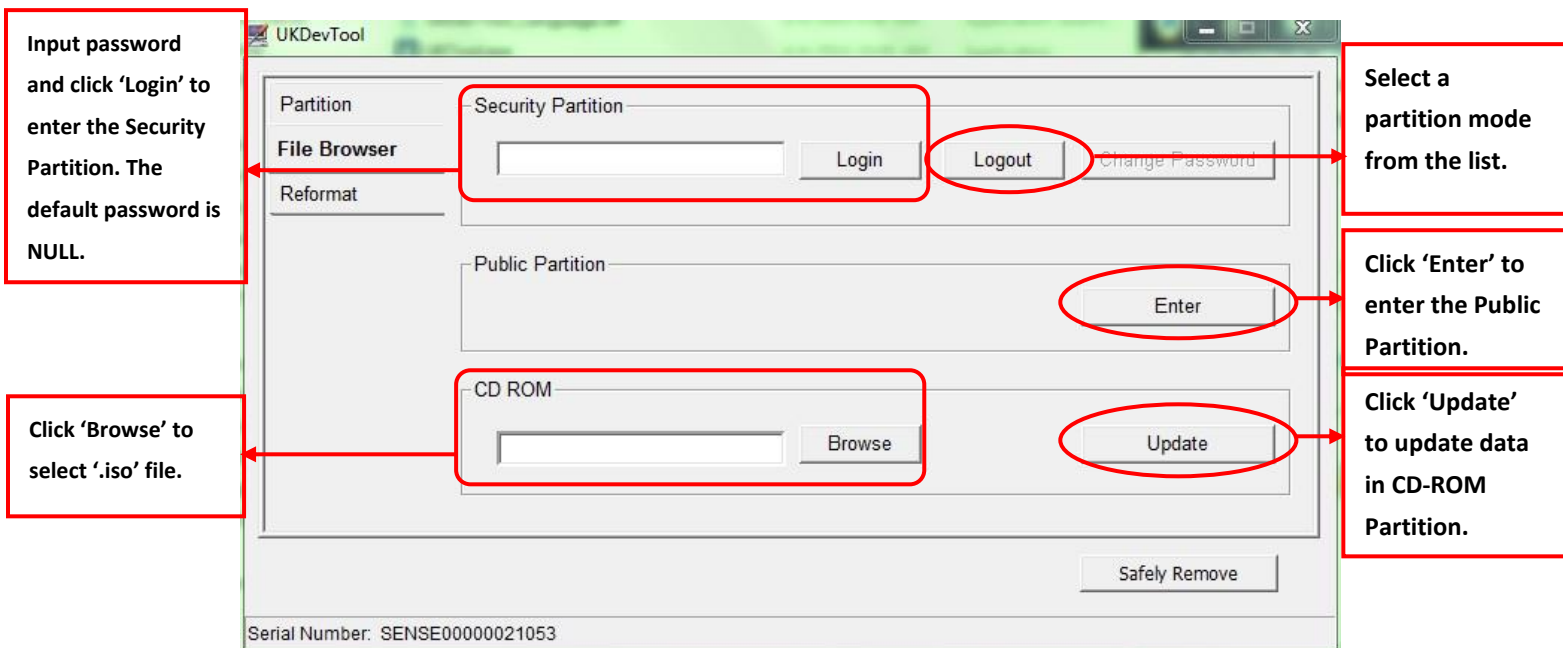 Input password
and click ‘Login’ to
enter the Security
Partition. The
default password is
NULL.
Click ‘Browse’ to
select ‘.iso’ file.
UKDevTool
Partition
File Browser
Reformat
Security Partition
Login
Logout
Change Password
Public Partition
Enter
CD ROM
Browse
Update
Safely Remove
Serial Number: SENSE00000021053
Select a
partition mode
from the list.
Click ‘Enter’ to
enter the Public
Partition.
Click ‘Update’
to update data
in CD-ROM
Partition.